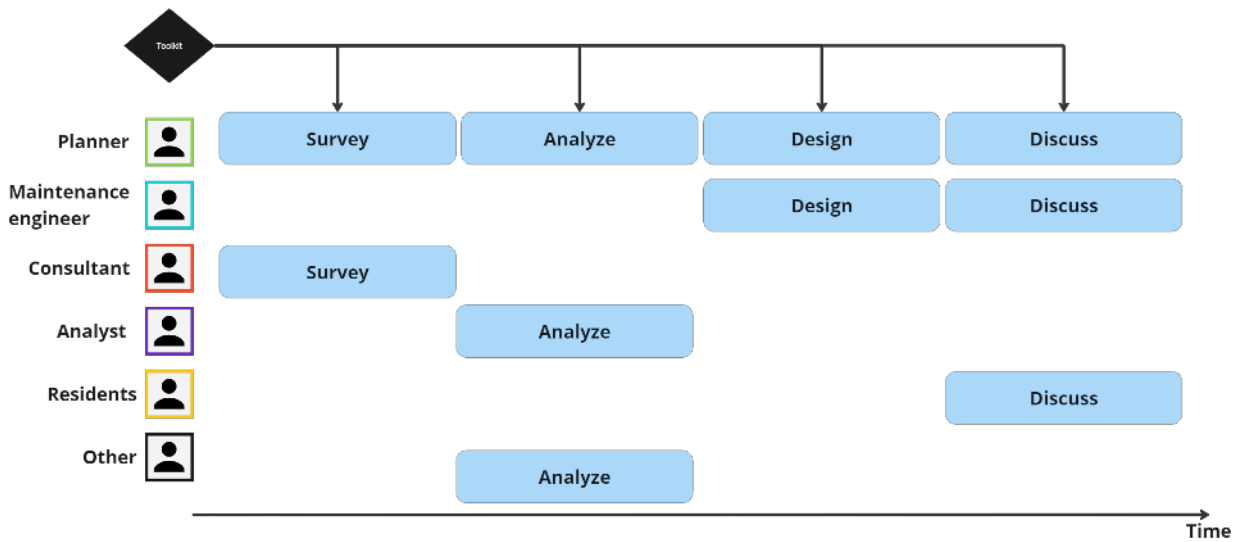 Toolkit
Planner
Survey
Analyze
Design
Discuss
Maintenance
engineer
Design
Discuss
Consultant
Survey
Analyst
Analyze
Residents
Discuss
Other
Analyze
Time